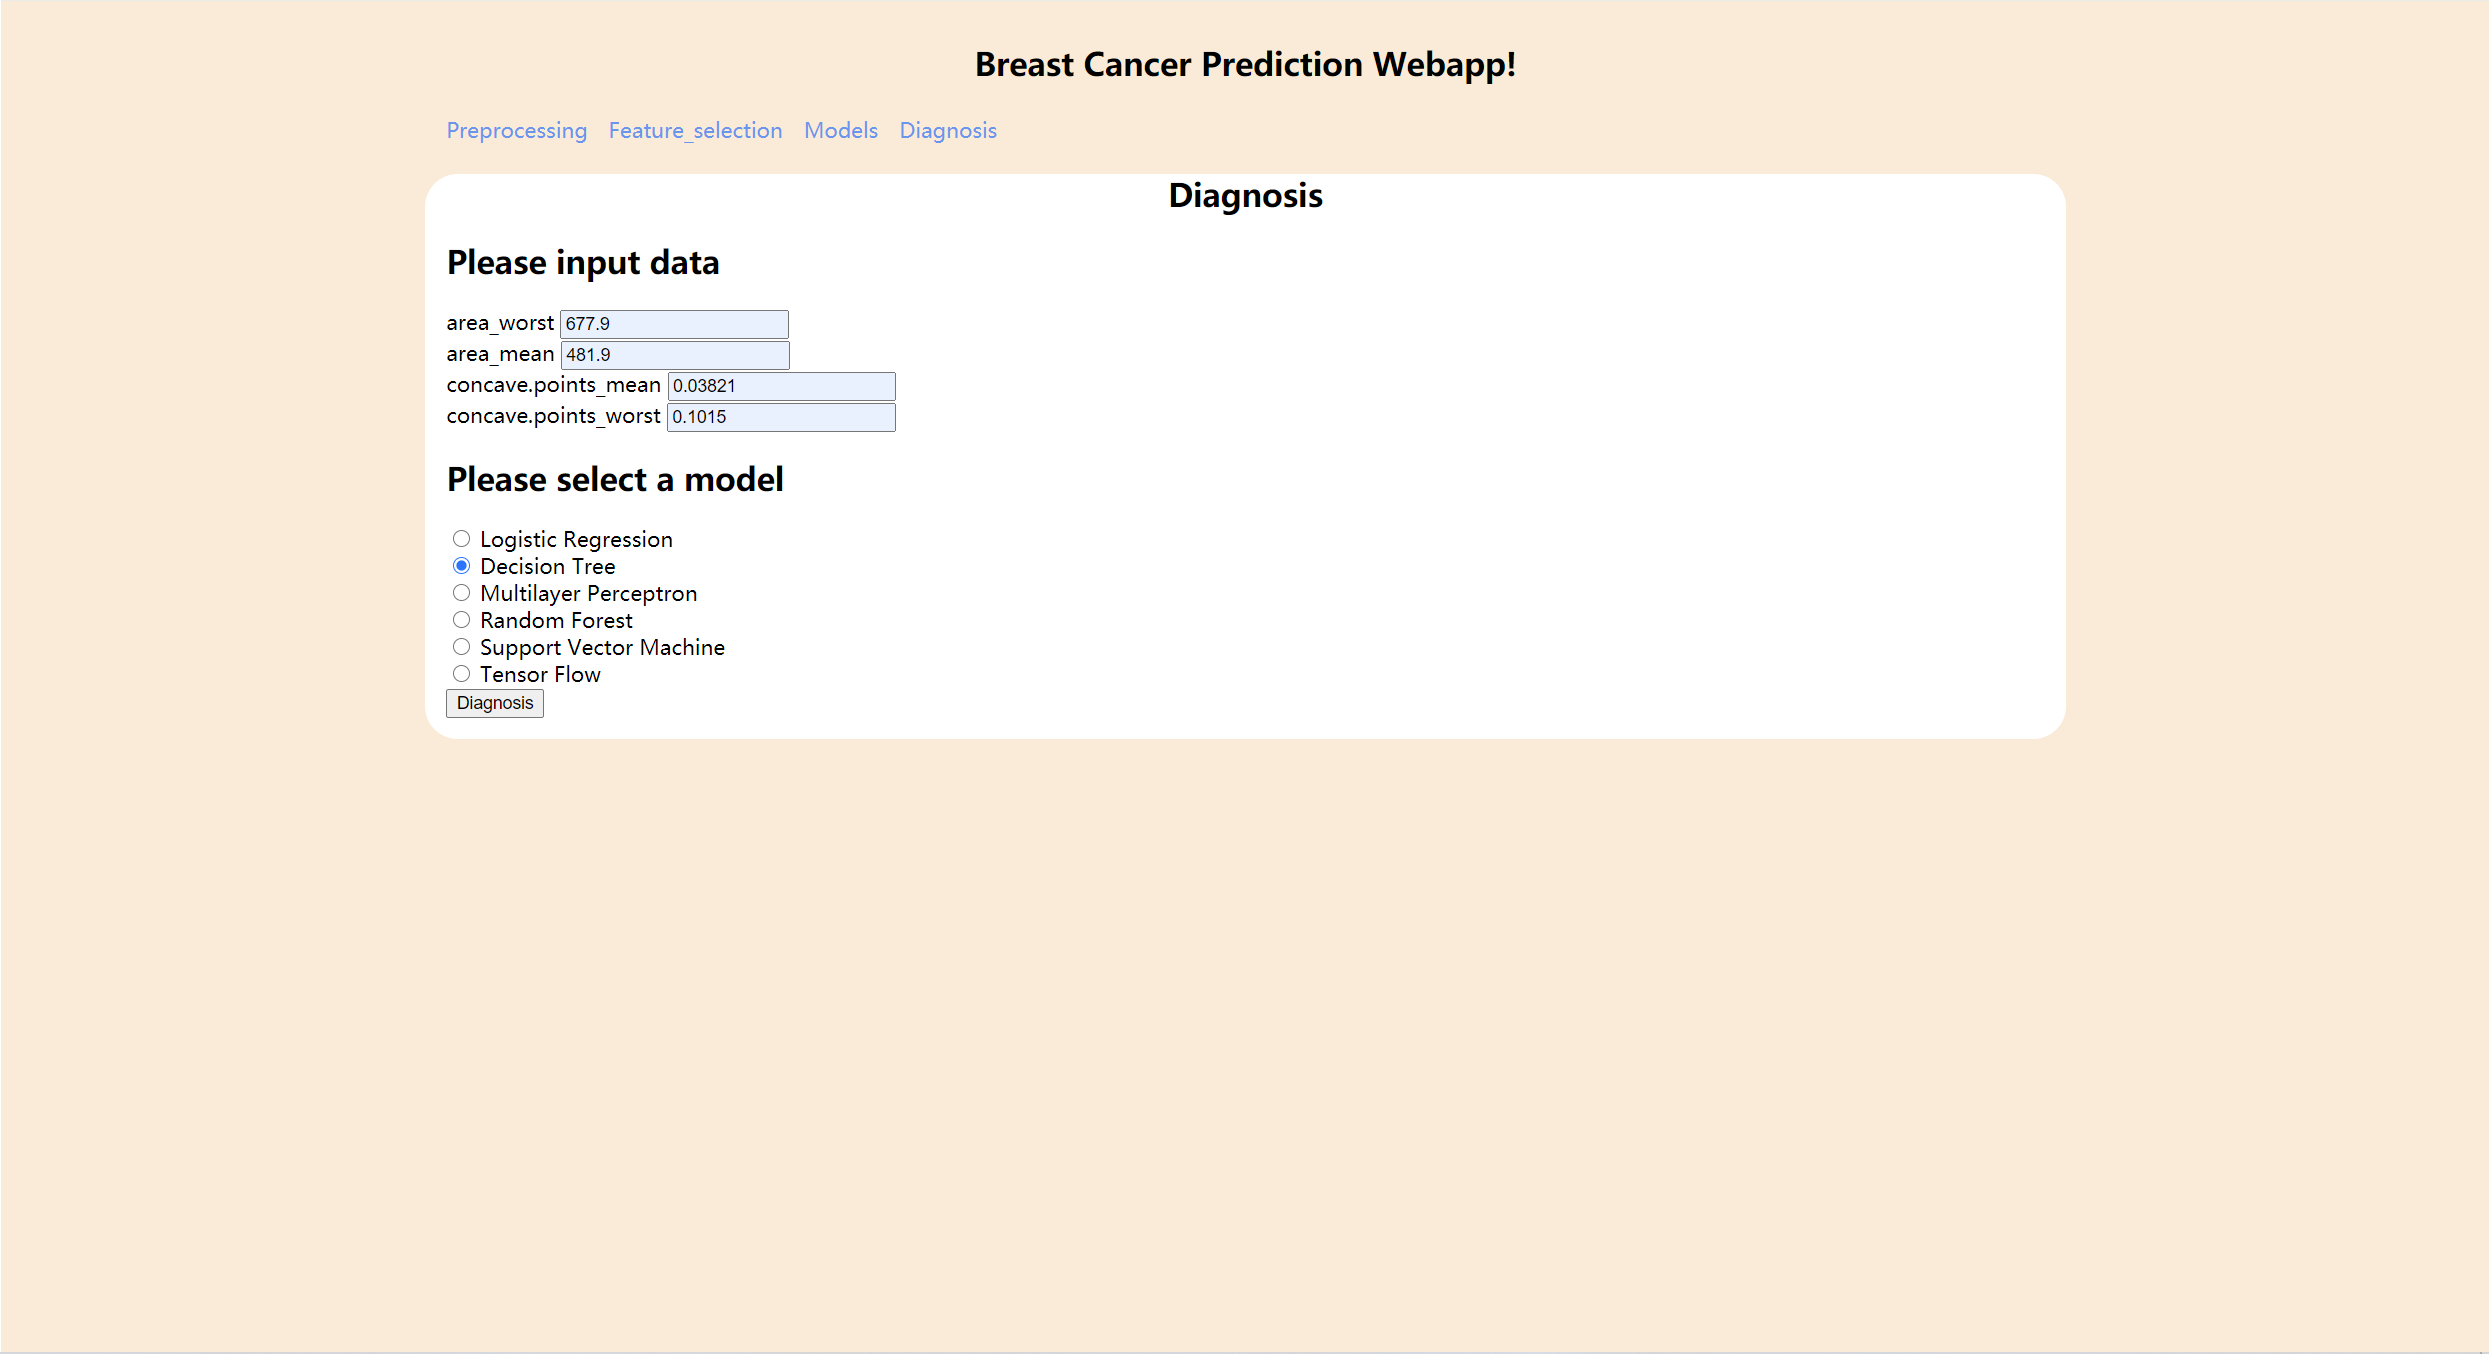 Breast Cancer Prediction Webapp!
Preprocessing Feature_selection Models Diagnosis
Diagnosis
Please input data
area_worst 677.9
area_mean 481.9
concave.points_mean 0.03821
concave.points_worst 0.1015
Please select a model
Logistic Regression
Decision Tree
Multilayer Perceptron
Random Forest
Support Vector Machine
Tensor Flow
Diagnosis